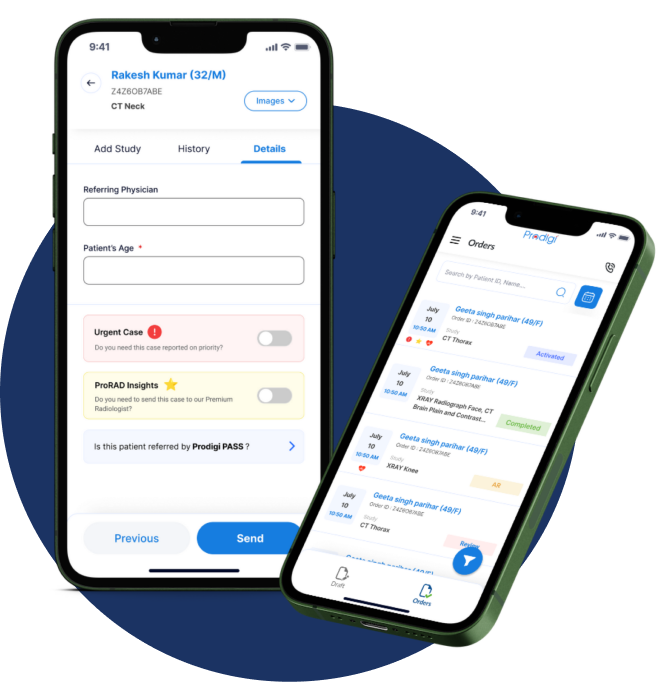 9:41
Rakesh Kumar (32/M)
Z4Z6OB7ABE
CT Neck
Images
Add Study
History
Details
Referring Physician
Patient's Age *
Urgent Case
Do you need this case reported on priority?
ProRAD Insights
Do you need to send this case to our Premium
Radiologist?
Is this patient referred by Prodigi PASS ?
Previous
Send
9:41
Prodigi
Orders
Search by Patient ID, Name...
July
10
10:50 AM
Geeta singh parihar (49/F)
Order ID : Z4Z6OB7ABE
Study
CT Thorax
Activated
July
10
10:50 AM
Geeta singh parihar (49/F)
Order ID : Z4Z6OB7ABE
Study
XRAY Radiograph Face, CT
Brain Plain and Contrast...
Completed
July
10
10:50 AM
Geeta singh parihar (49/F)
Order ID : Z4Z6OB7ABE
Study
XRAY Knee
AR
July
10
10:50 AM
Geeta singh parihar (49/F)
Order ID : Z4Z6OB7ABE
Study
CT Thorax
Review
Draft
Orders